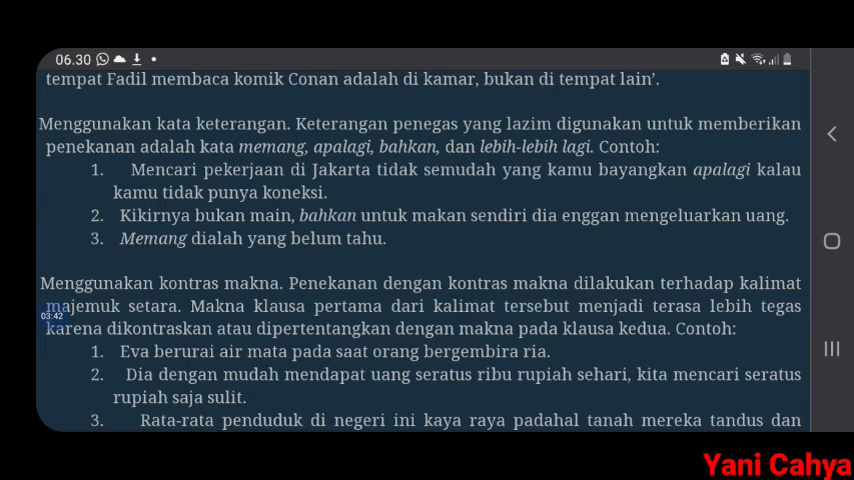 06.30
tempat Fadil membaca komik Conan adalah di kamar, bukan di tempat lain’.
Menggunakan kata keterangan. Keterangan penegas yang lazim digunakan untuk memberikan
penekanan adalah kata memang, apalagi, bahkan, dan lebih-lebih lagi. Contoh:
1. Mencari pekerjaan di Jakarta tidak semudah yang kamu bayangkan apalagi kalau
kamu tidak punya koneksi.
2. Kikirnya bukan main, bahkan untuk makan sendiri dia enggan mengeluarkan uang.
3. Memang dialah yang belum tahu.
Menggunakan kontras makna. Penekanan dengan kontras makna dilakukan terhadap kalimat
majemuk setara. Makna klausa pertama dari kalimat tersebut menjadi terasa lebih tegas
03:42
karena dikontraskan atau dipertentangkan dengan makna pada klausa kedua. Contoh:
1. Eva berurai air mata pada saat orang bergembira ria.
2. Dia dengan mudah mendapat uang seratus ribu rupiah sehari, kita mencari seratus
rupiah saja sulit.
3. Rata-rata penduduk di negeri ini kaya raya padahal tanah mereka tandus dan
Yani Cahya